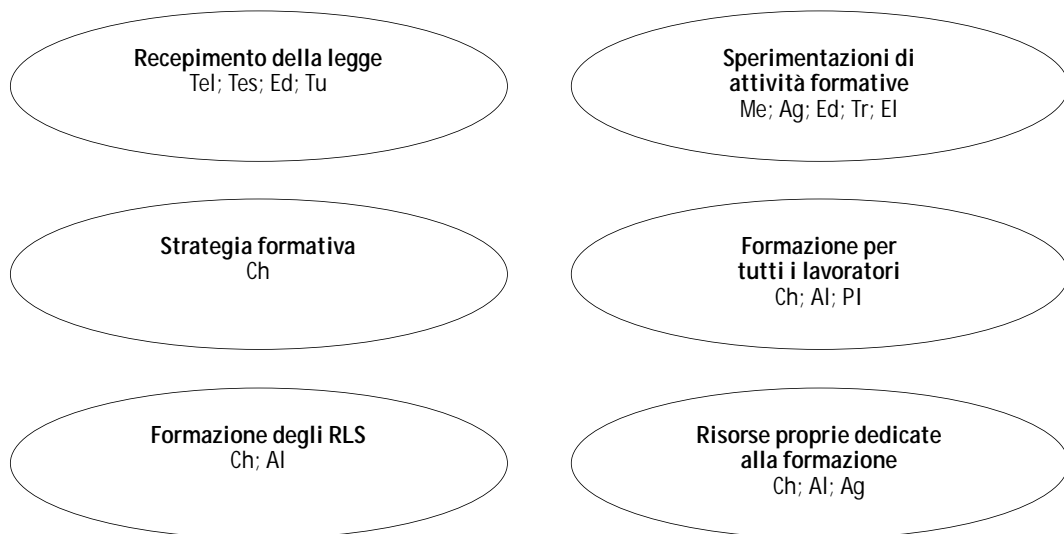 Recepimento della legge
Tel; Tes; Ed; Tu
Sperimentazioni di
attività formative
Me; Ag; Ed; Tr; El
Strategia formativa
Ch
Formazione per
tutti i lavoratori
Ch; Al; Pl
Formazione degli RLS
Ch; Al
Risorse proprie dedicate
alla formazione
Ch; Al; Ag